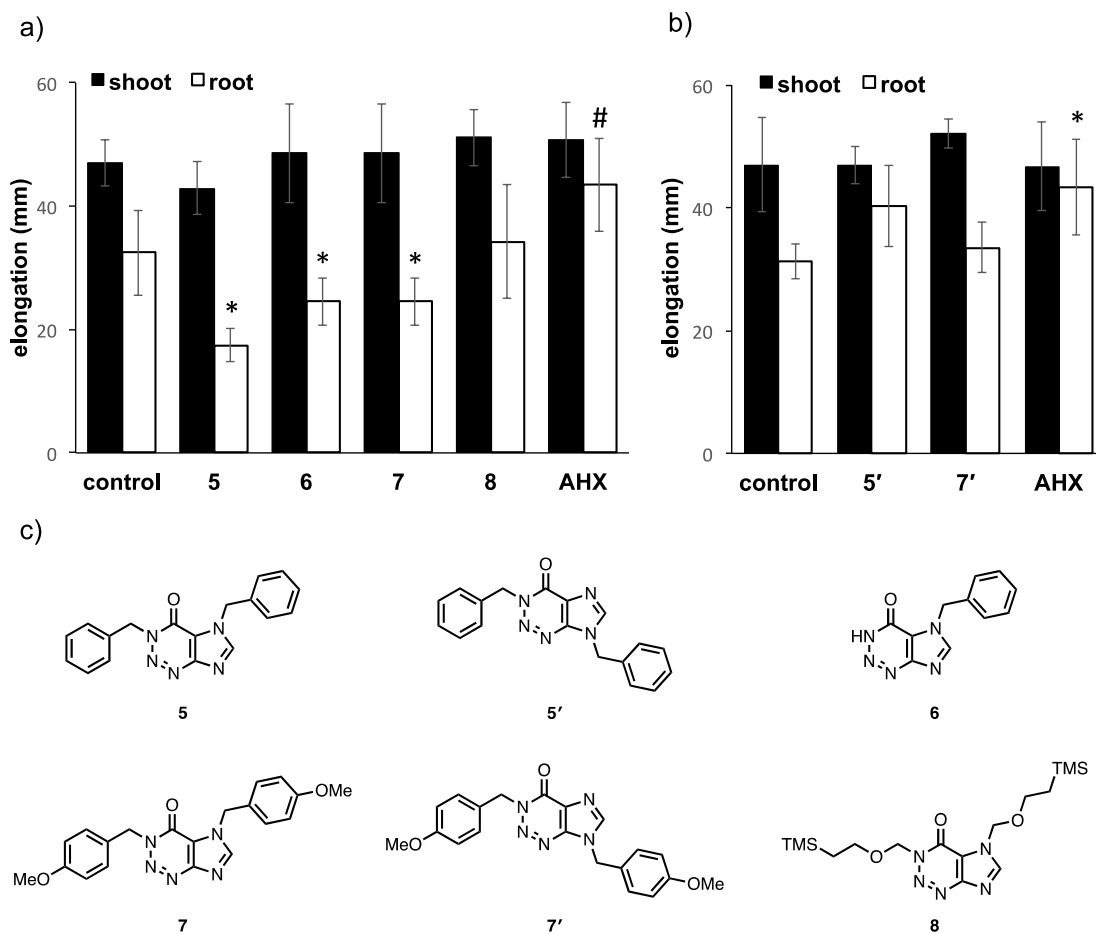 a)
b)
60
■ shoot □ root
#
*
*
*
40
20
0
elongation (mm)
control 5 6 7 8 AHX
60
■ shoot □ root
*
40
20
0
elongation (mm)
control 5′ 7′ AHX
c)
O
N
N
N
N
N
5
O
N
N
N
N
N
5′
O
HN
N
N
N
N
6
O
N
N
N
N
N
MeO
OMe
7
O
N
N
N
N
N
MeO
OMe
7′
TMS
O
O
TMS
O
N
N
N
N
N
8